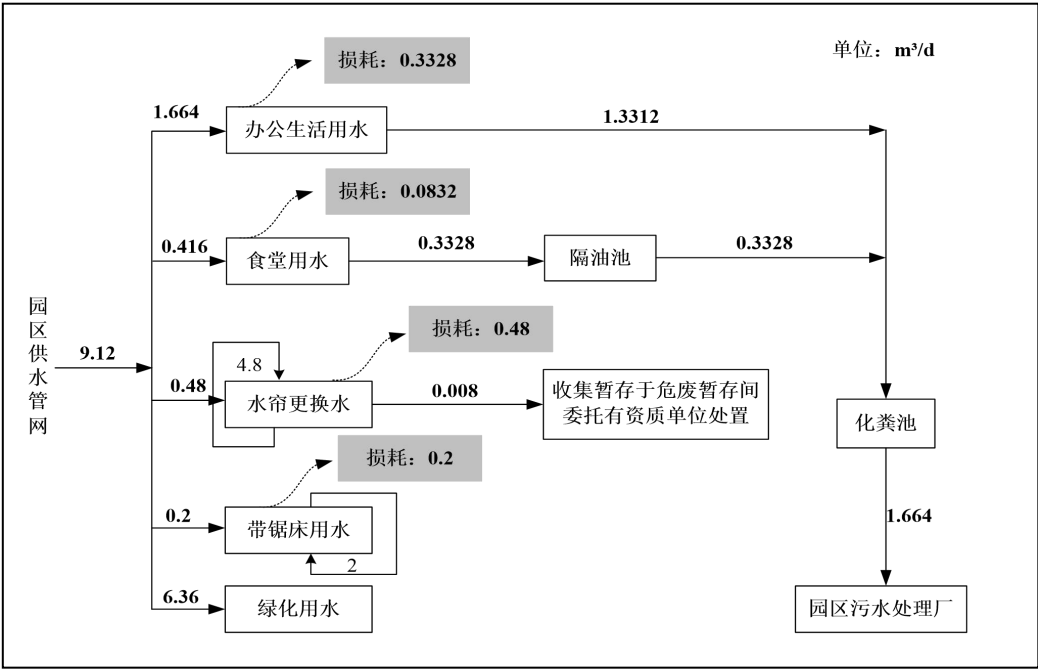 单位：m³/d
损耗：0.3328
1.664
办公生活用水
1.3312
损耗：0.0832
0.416
食堂用水
0.3328
隔油池
0.3328
园区供水管网
9.12
损耗：0.48
4.8
0.48
水帘更换水
0.008
收集暂存于危废暂存间
委托有资质单位处置
化粪池
损耗：0.2
0.2
带锯床用水
2
1.664
6.36
绿化用水
园区污水处理厂